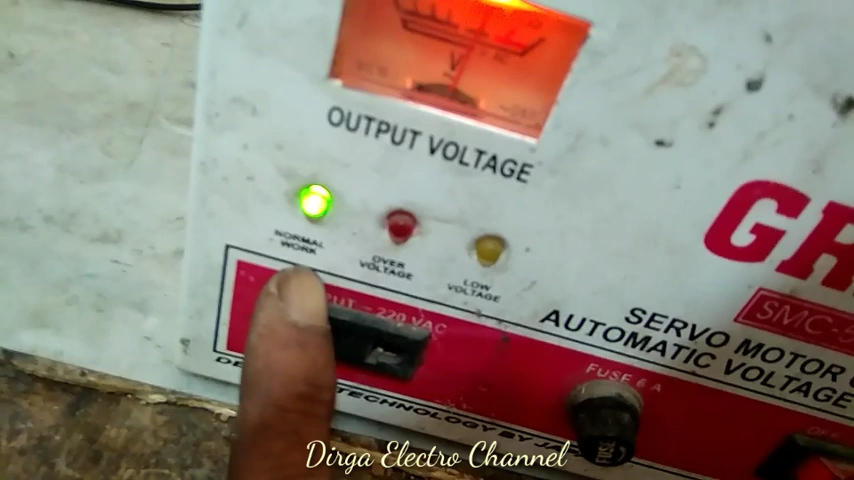 V
OUTPUT VOLTAGE
NORMAL
WORK
OVER
VOLTAGE
LOW
VOLTAGE
GR
SMC-5
SERVO MOTOR
AUTOMATIC VOLTAGE
220 VAC
FUSE 6 A
TECHNOLOGY BY
FUSE
Dirga Electro Channel